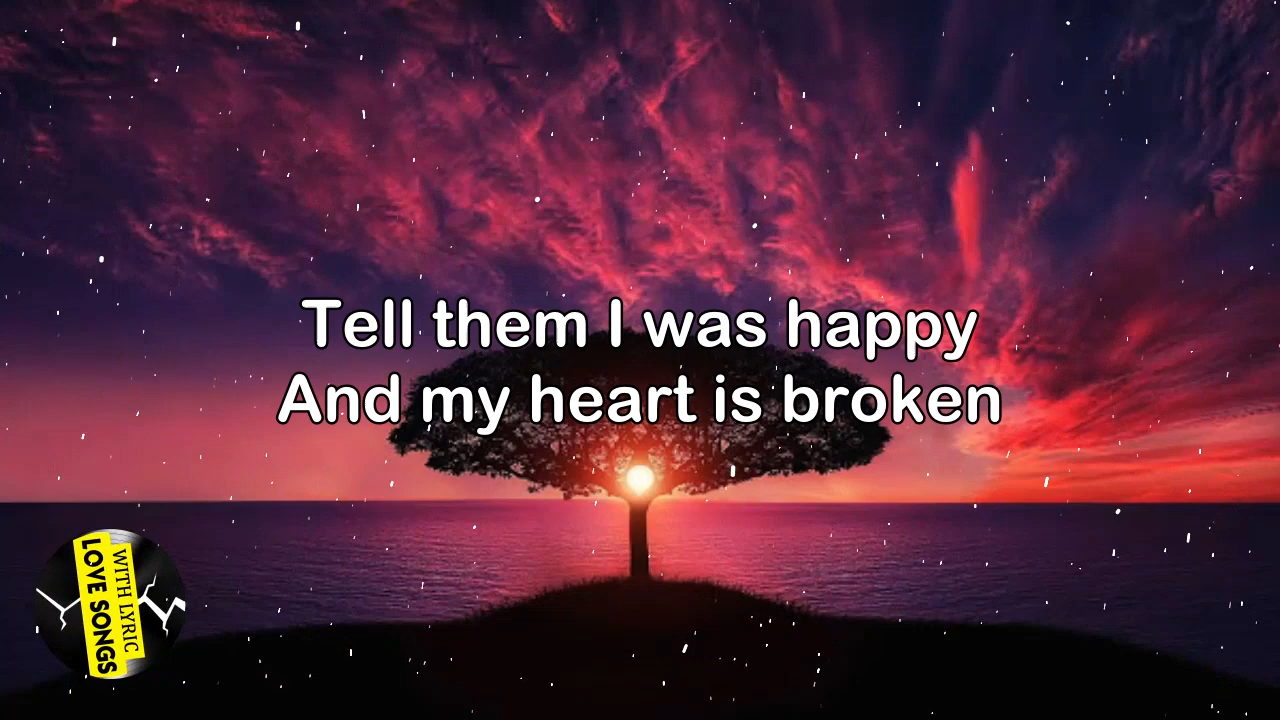 Tell them I was happy
And my heart is broken
WITH LYRIC
LOVE SONGS